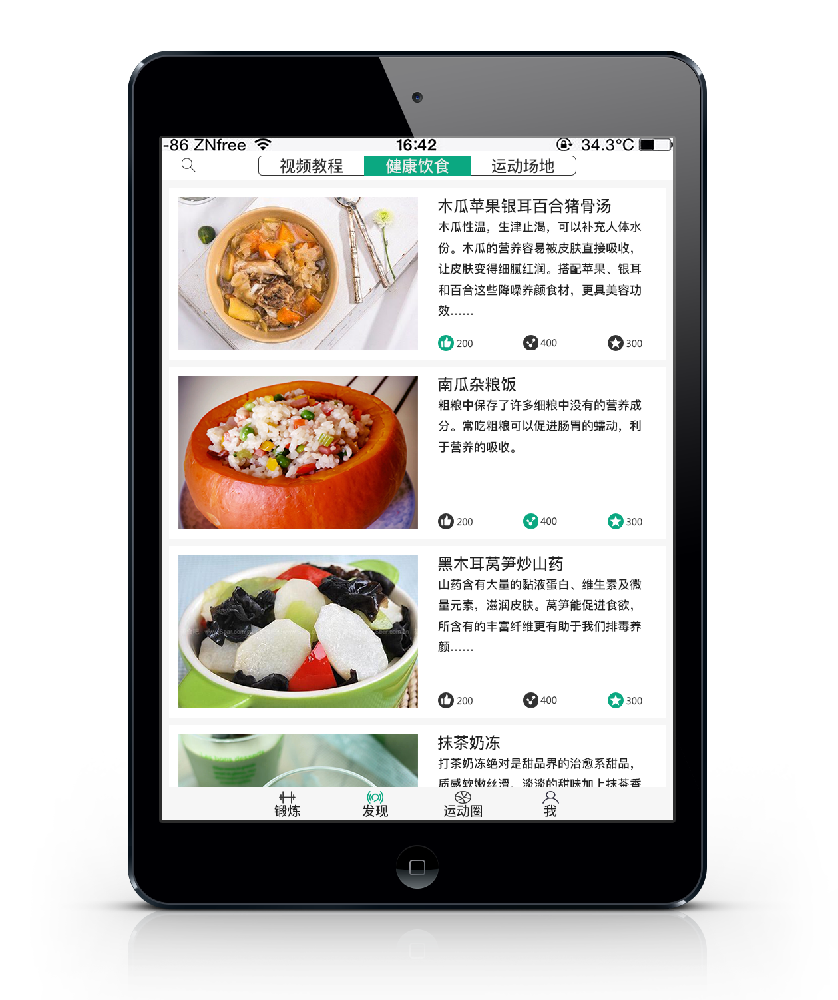 -86 ZNfree 16:42 34.3°C
视频教程 健康饮食 运动场地
木瓜苹果银耳百合猪骨汤
木瓜性温，生津止渴，可以补充人体水
份。木瓜的营养容易被皮肤直接吸收，
让皮肤变得细腻红润。搭配苹果、银耳
和百合这些降噪养颜食材，更具美容功
效……
200 400 300
南瓜杂粮饭
粗粮中保存了许多细粮中没有的营养成
分。常吃粗粮可以促进肠胃的蠕动，利
于营养的吸收。
200 400 300
黑木耳莴笋炒山药
山药含有大量的黏液蛋白、维生素及微
量元素，滋润皮肤。莴笋能促进食欲，
所含有的丰富纤维更有助于我们排毒养
颜……
200 400 300
抹茶奶冻
打茶奶冻绝对是甜品界的治愈系甜品，
质感软嫩丝滑，淡淡的甜味加上抹茶香
锻炼 发现 运动圈 我